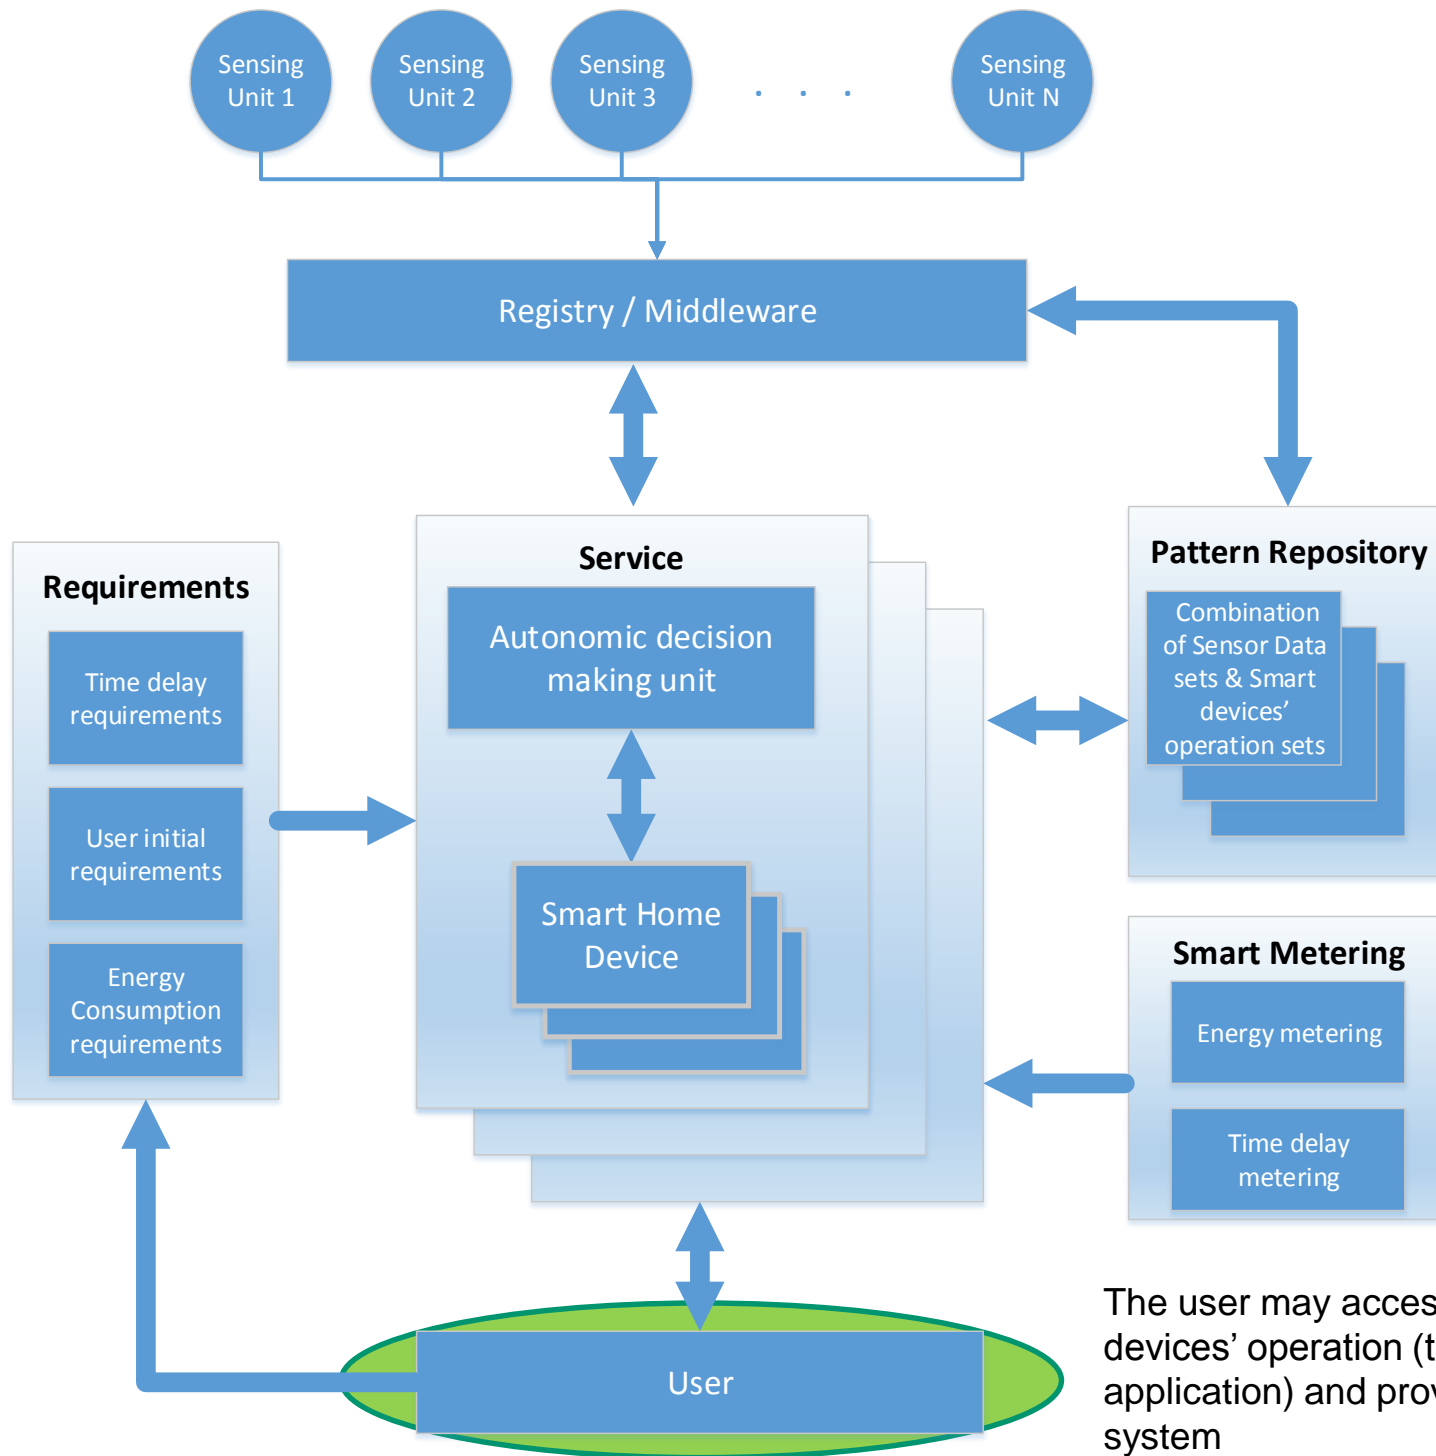 Sensing
Unit 1
Sensing
Unit 2
Sensing
Unit 3
. . .
Sensing
Unit N
Registry / Middleware
Requirements
Time delay
requirements
User initial
requirements
Energy
Consumption
requirements
Service
Autonomic decision
making unit
Smart Home
Device
Pattern Repository
Combination
of Sensor Data
sets & Smart
devices’
operation sets
Smart Metering
Energy metering
Time delay
metering
User
The user may
devices’ operation
application) and
system